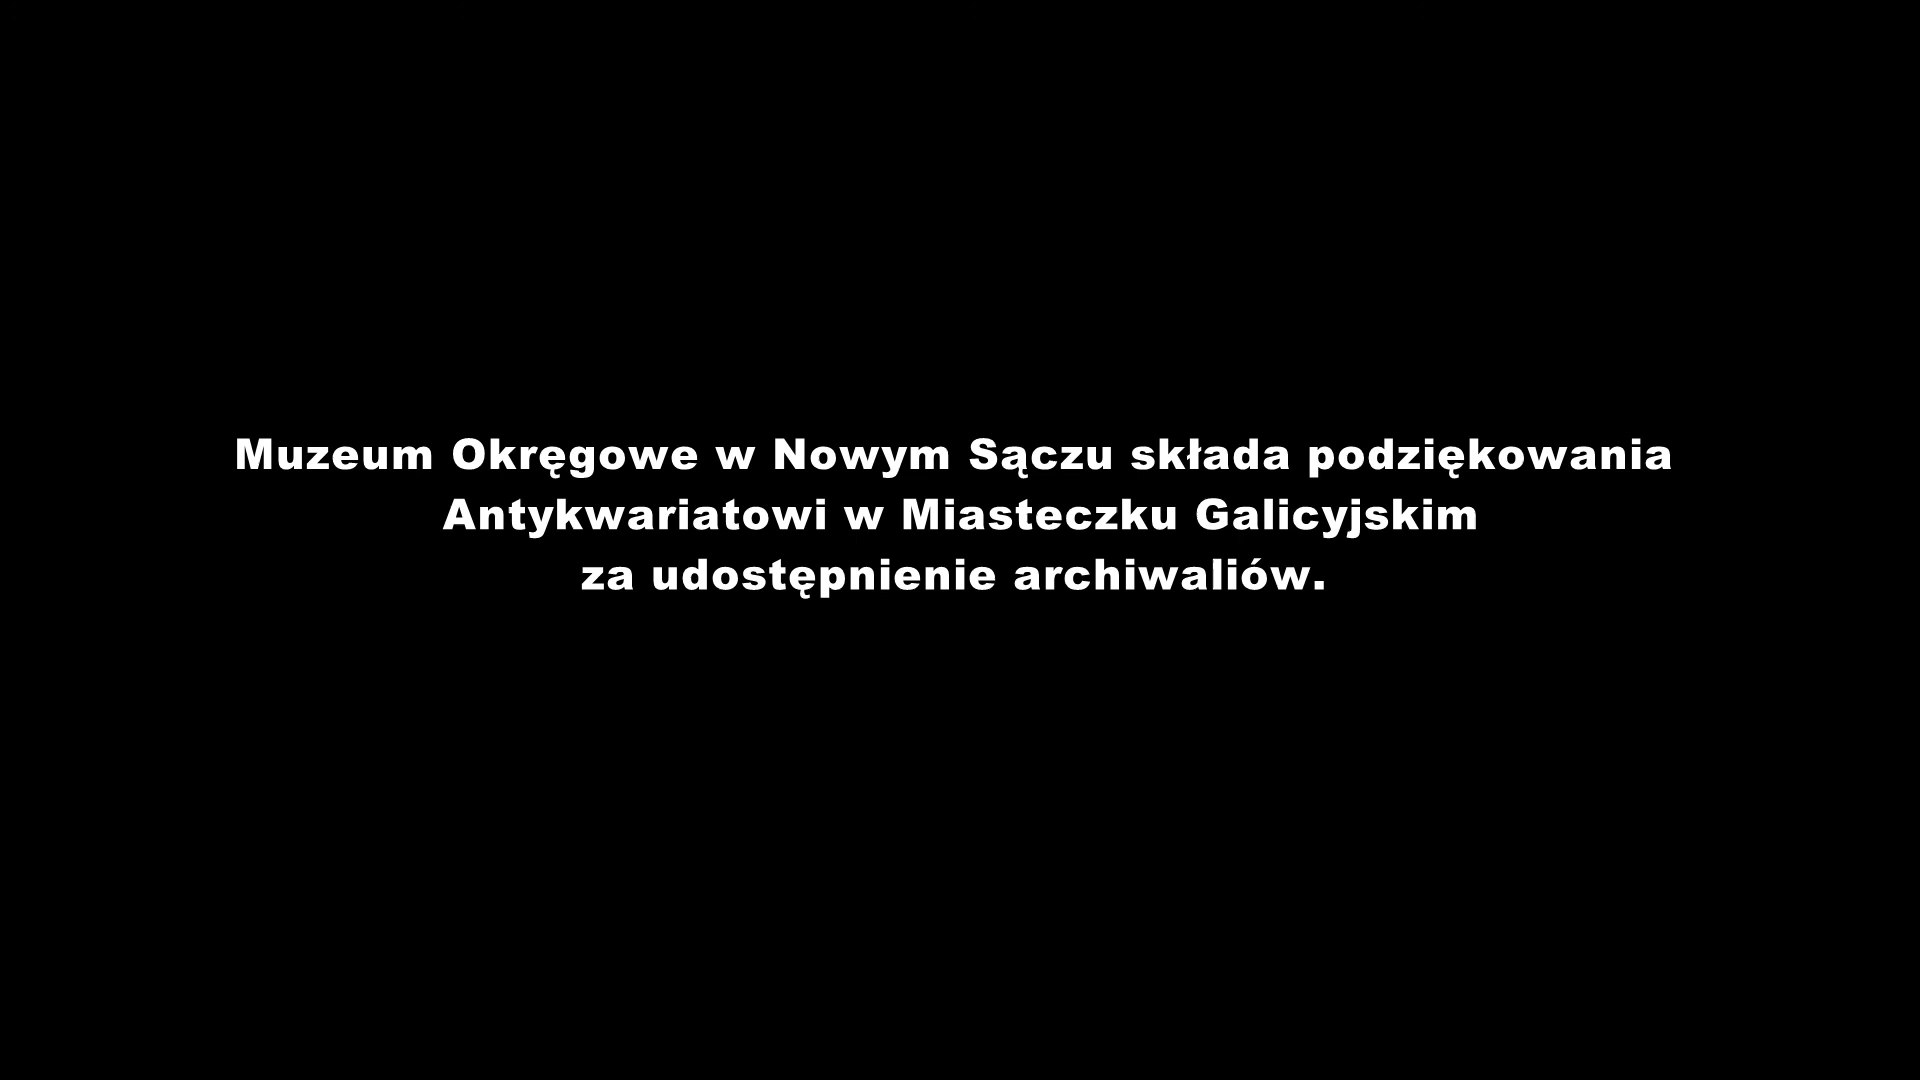 Muzeum Okręgowe w Nowym Sączu składa podziękowania
Antykwariatowi w Miasteczku Galicyjskim
za udostępnienie archiwaliów.